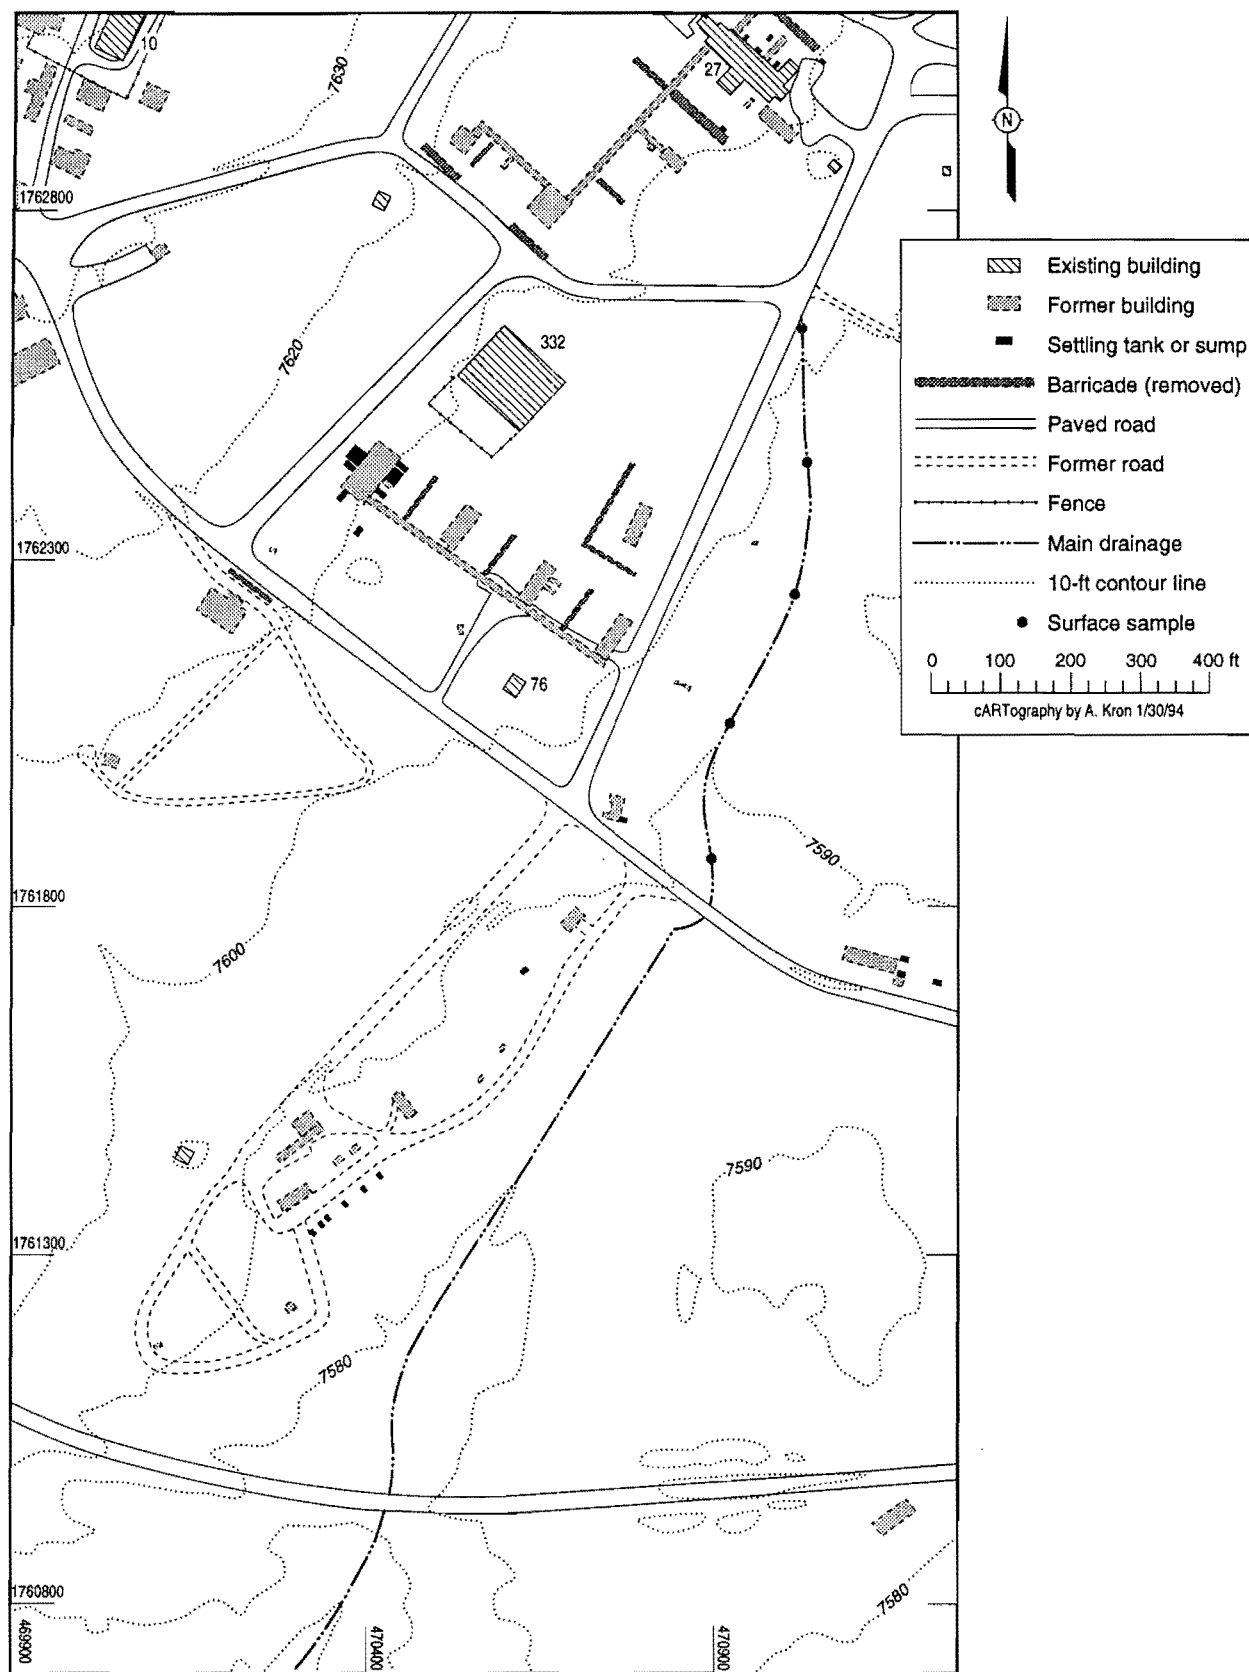 10
7630
27
N
1762800
Existing building
Former building
Settling tank or sump
Barricade (removed)
Paved road
Former road
Fence
Main drainage
10-ft contour line
Surface sample
0 100 200 300 400 ft
cARTography by A. Kron 1/30/94
7620
332
1762300
76
7590
1761800
7600
7590
1761300
7580
1760800
7580
469900
470400
470900